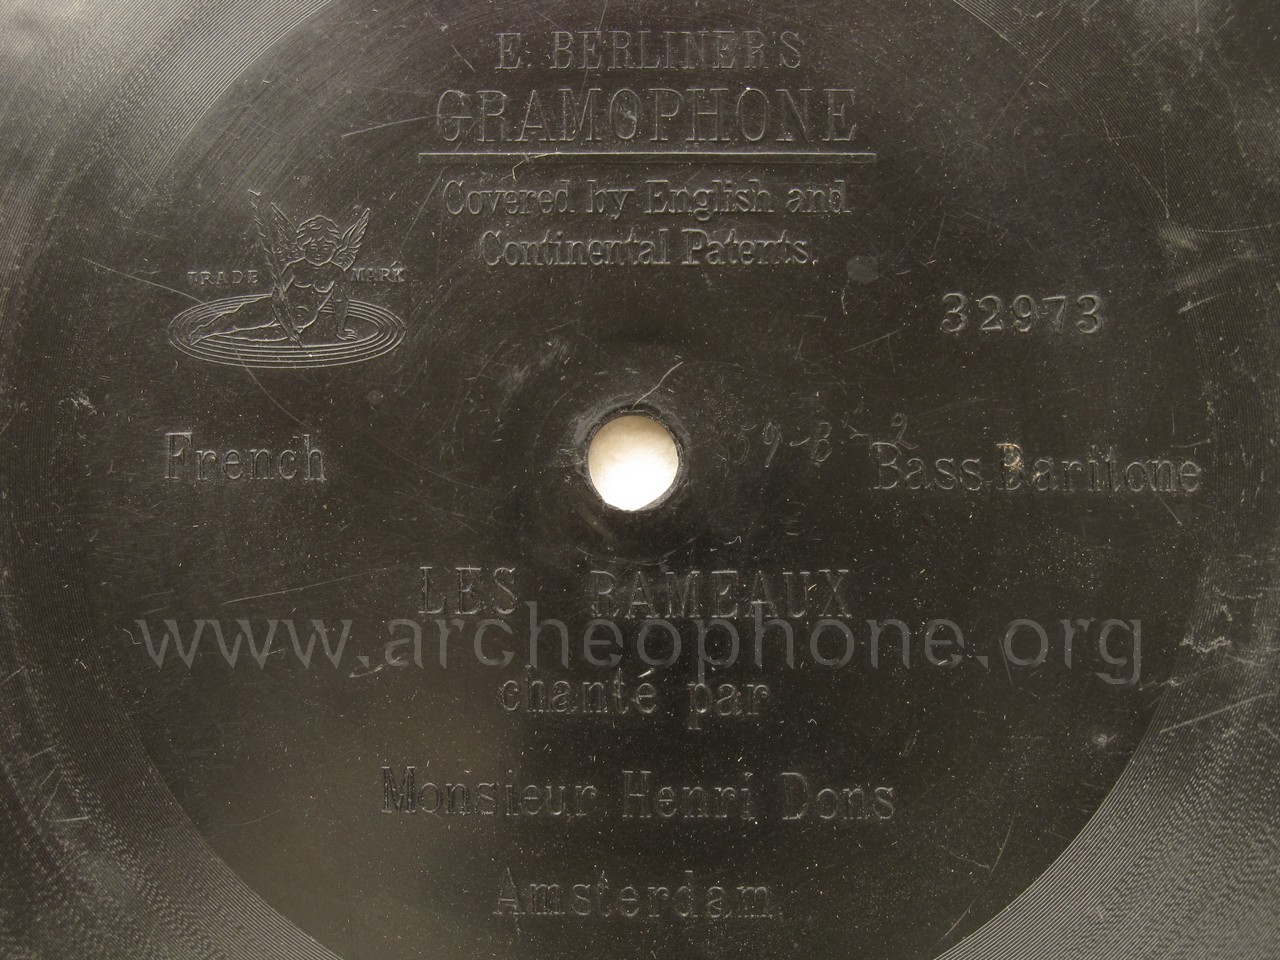 E. BERLINER'S
GRAMOPHONE
Covered by English and
Continental Patents.
TRADE MARK
32973
French
Bass Baritone
LES RAMEAUX
www.archeophone.org
chanté par
Monsieur Henri Dons
Amsterdam